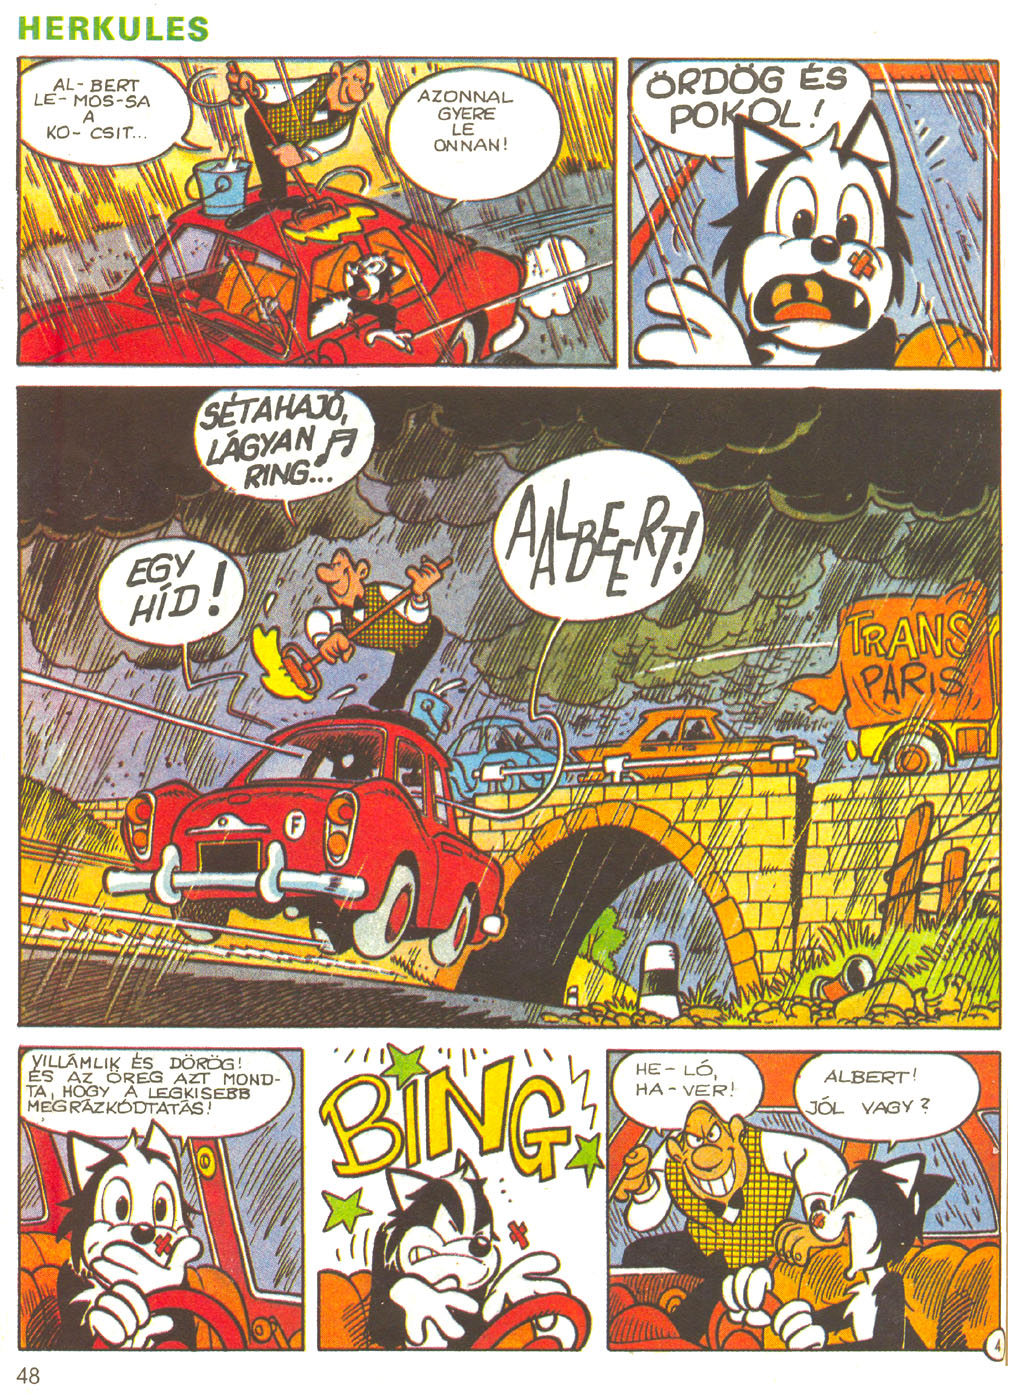 HERKULES
AL-BERT
LE-MOS-SA
A
KO-CSIT...
AZONNAL
GYERE
LE
ONNAN!
ÖRDÖG ÉS
POKOL!
SÉTAHAJÓ,
LÁGYAN
RING...
EGY
HÍD!
AALBEERT!
TRANS
PARIS
F
VILLÁMLIK ÉS DÖRÖG!
ÉS AZ ÖREG AZT MOND-
TA, HOGY A LEGKISEBB
MEGRÁZKÓDTATÁS!
BING
HE-LÓ,
HA-VER!
ALBERT!
JÓL VAGY?
4
48